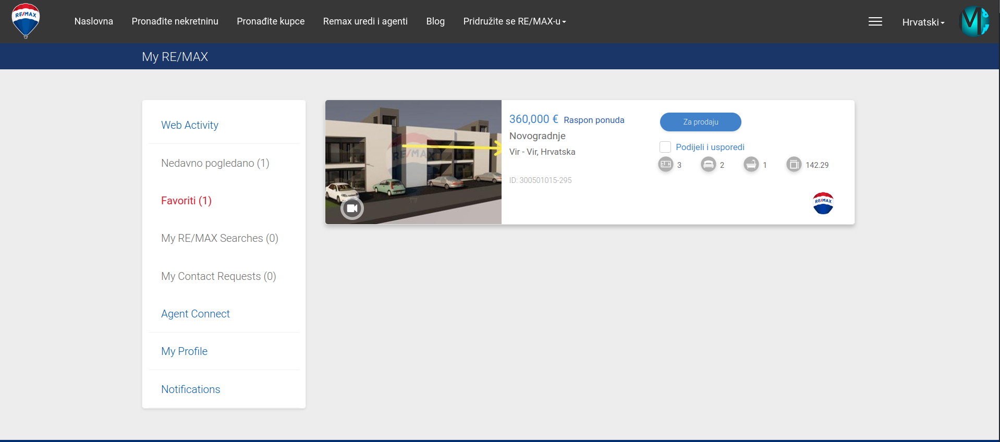 RE/MAX
Naslovna Pronađite nekretninu Pronađite kupce Remax uredi i agenti Blog Pridružite se RE/MAX-u Hrvatski
My RE/MAX
Web Activity
Nedavno pogledano (1)
Favoriti (1)
My RE/MAX Searches (0)
My Contact Requests (0)
Agent Connect
My Profile
Notifications
RE/MAX
360,000 € Raspon ponuda
Novogradnje
Vir - Vir, Hrvatska
ID: 300501015-295
Za prodaju
Podijeli i usporedi
3 2 1 142.29
RE/MAX